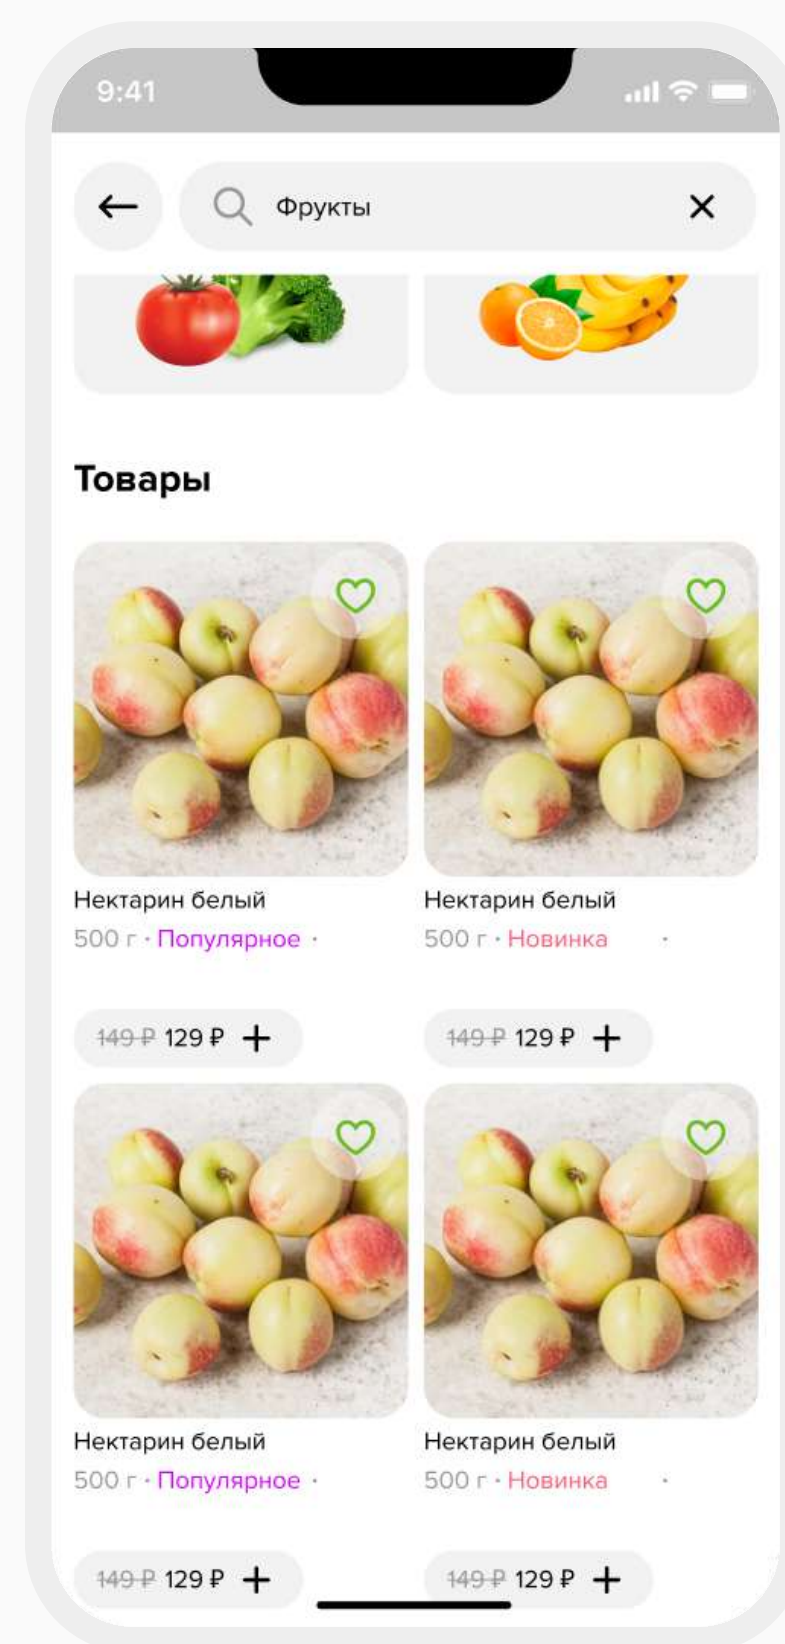 9:41
Фрукты
Товары
Нектарин белый
500 г · Популярное ·
149 ₽ 129 ₽ +
Нектарин белый
500 г · Новинка ·
149 ₽ 129 ₽ +
Нектарин белый
500 г · Популярное ·
149 ₽ 129 ₽ +
Нектарин белый
500 г · Новинка ·
149 ₽ 129 ₽ +